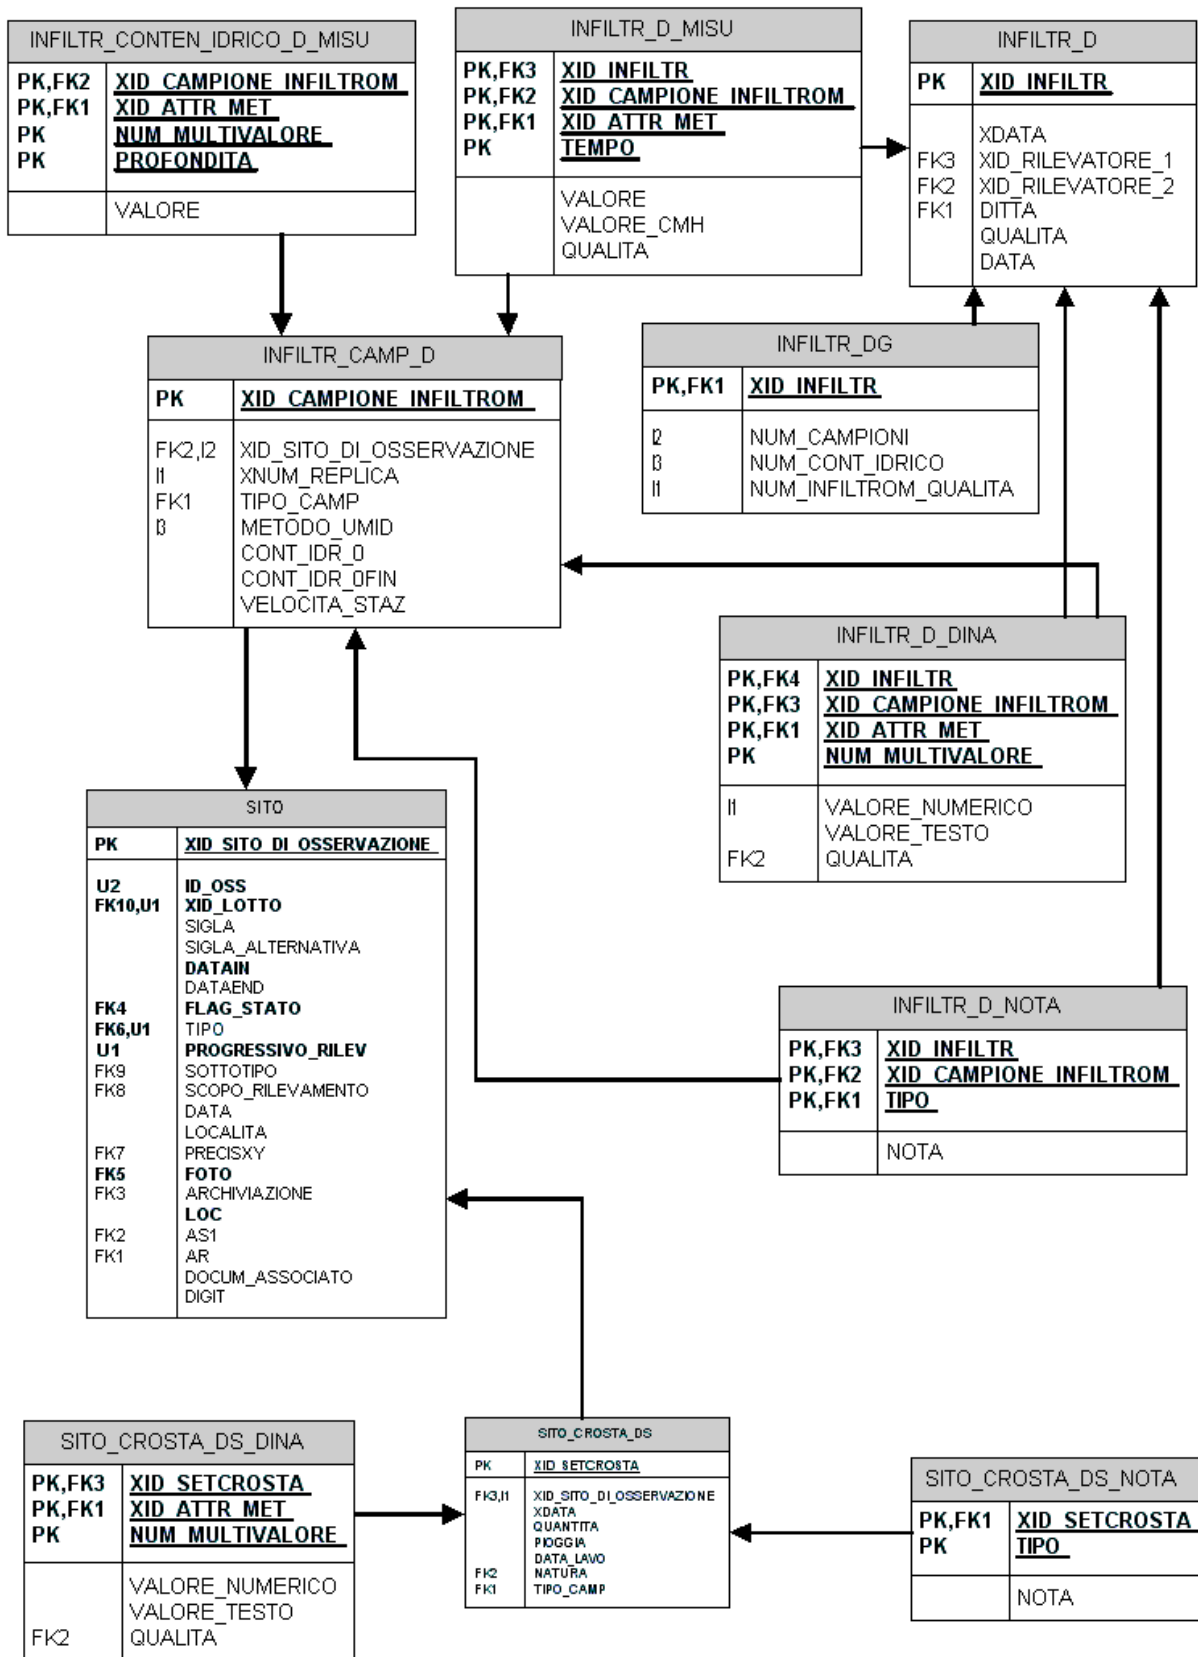 INFILTR_CONTEN_IDRICO_D_MISU
PK,FK2 XID_CAMPIONE_INFILTROM
PK,FK1 XID_ATTR_MET
PK NUM_MULTIVALORE
PK PROFONDITA
VALORE
INFILTR_D_MISU
PK,FK3 XID_INFILTR
PK,FK2 XID_CAMPIONE_INFILTROM
PK,FK1 XID_ATTR_MET
PK TEMPO
VALORE
VALORE_CMH
QUALITA
INFILTR_D
PK XID_INFILTR
XDATA
FK3 XID_RILEVATORE_1
FK2 XID_RILEVATORE_2
FK1 DITTA
QUALITA
DATA
INFILTR_CAMP_D
PK XID_CAMPIONE_INFILTROM
FK2,I2 XID_SITO_DI_OSSERVAZIONE
I1 XNUM_REPLICA
FK1 TIPO_CAMP
I3 METODO_UMID
CONT_IDR_0
CONT_IDR_0FIN
VELOCITA_STAZ
INFILTR_DG
PK,FK1 XID_INFILTR
I2 NUM_CAMPIONI
I3 NUM_CONT_IDRICO
I1 NUM_INFILTROM_QUALITA
INFILTR_D_DINA
PK,FK4 XID_INFILTR
PK,FK3 XID_CAMPIONE_INFILTROM
PK,FK1 XID_ATTR_MET
PK NUM_MULTIVALORE
I1 VALORE_NUMERICO
VALORE_TESTO
FK2 QUALITA
SITO
PK XID_SITO_DI_OSSERVAZIONE
U2 ID_OSS
FK10,U1 XID_LOTTO
SIGLA
SIGLA_ALTERNATIVA
DATAIN
DATAEND
FK4 FLAG_STATO
FK6,U1 TIPO
U1 PROGRESSIVO_RILEV
FK9 SOTTOTIPO
FK8 SCOPO_RILEVAMENTO
DATA
LOCALITA
FK7 PRECISXY
FK5 FOTO
FK3 ARCHIVIAZIONE
LOC
FK2 AS1
FK1 AR
DOCUM_ASSOCIATO
DIGIT
INFILTR_D_NOTA
PK,FK3 XID_INFILTR
PK,FK2 XID_CAMPIONE_INFILTROM
PK,FK1 TIPO
NOTA
SITO_CROSTA_DS_DINA
PK,FK3 XID_SETCROSTA
PK,FK1 XID_ATTR_MET
PK NUM_MULTIVALORE
VALORE_NUMERICO
VALORE_TESTO
FK2 QUALITA
SITO_CROSTA_DS
PK XID_SETCROSTA
FK3,I1 XID_SITO_DI_OSSERVAZIONE
XDATA
QUANTITA
PIOGGIA
DATA_LAVO
FK2 NATURA
FK1 TIPO_CAMP
SITO_CROSTA_DS_NOTA
PK,FK1 XID_SETCROSTA
PK TIPO
NOTA